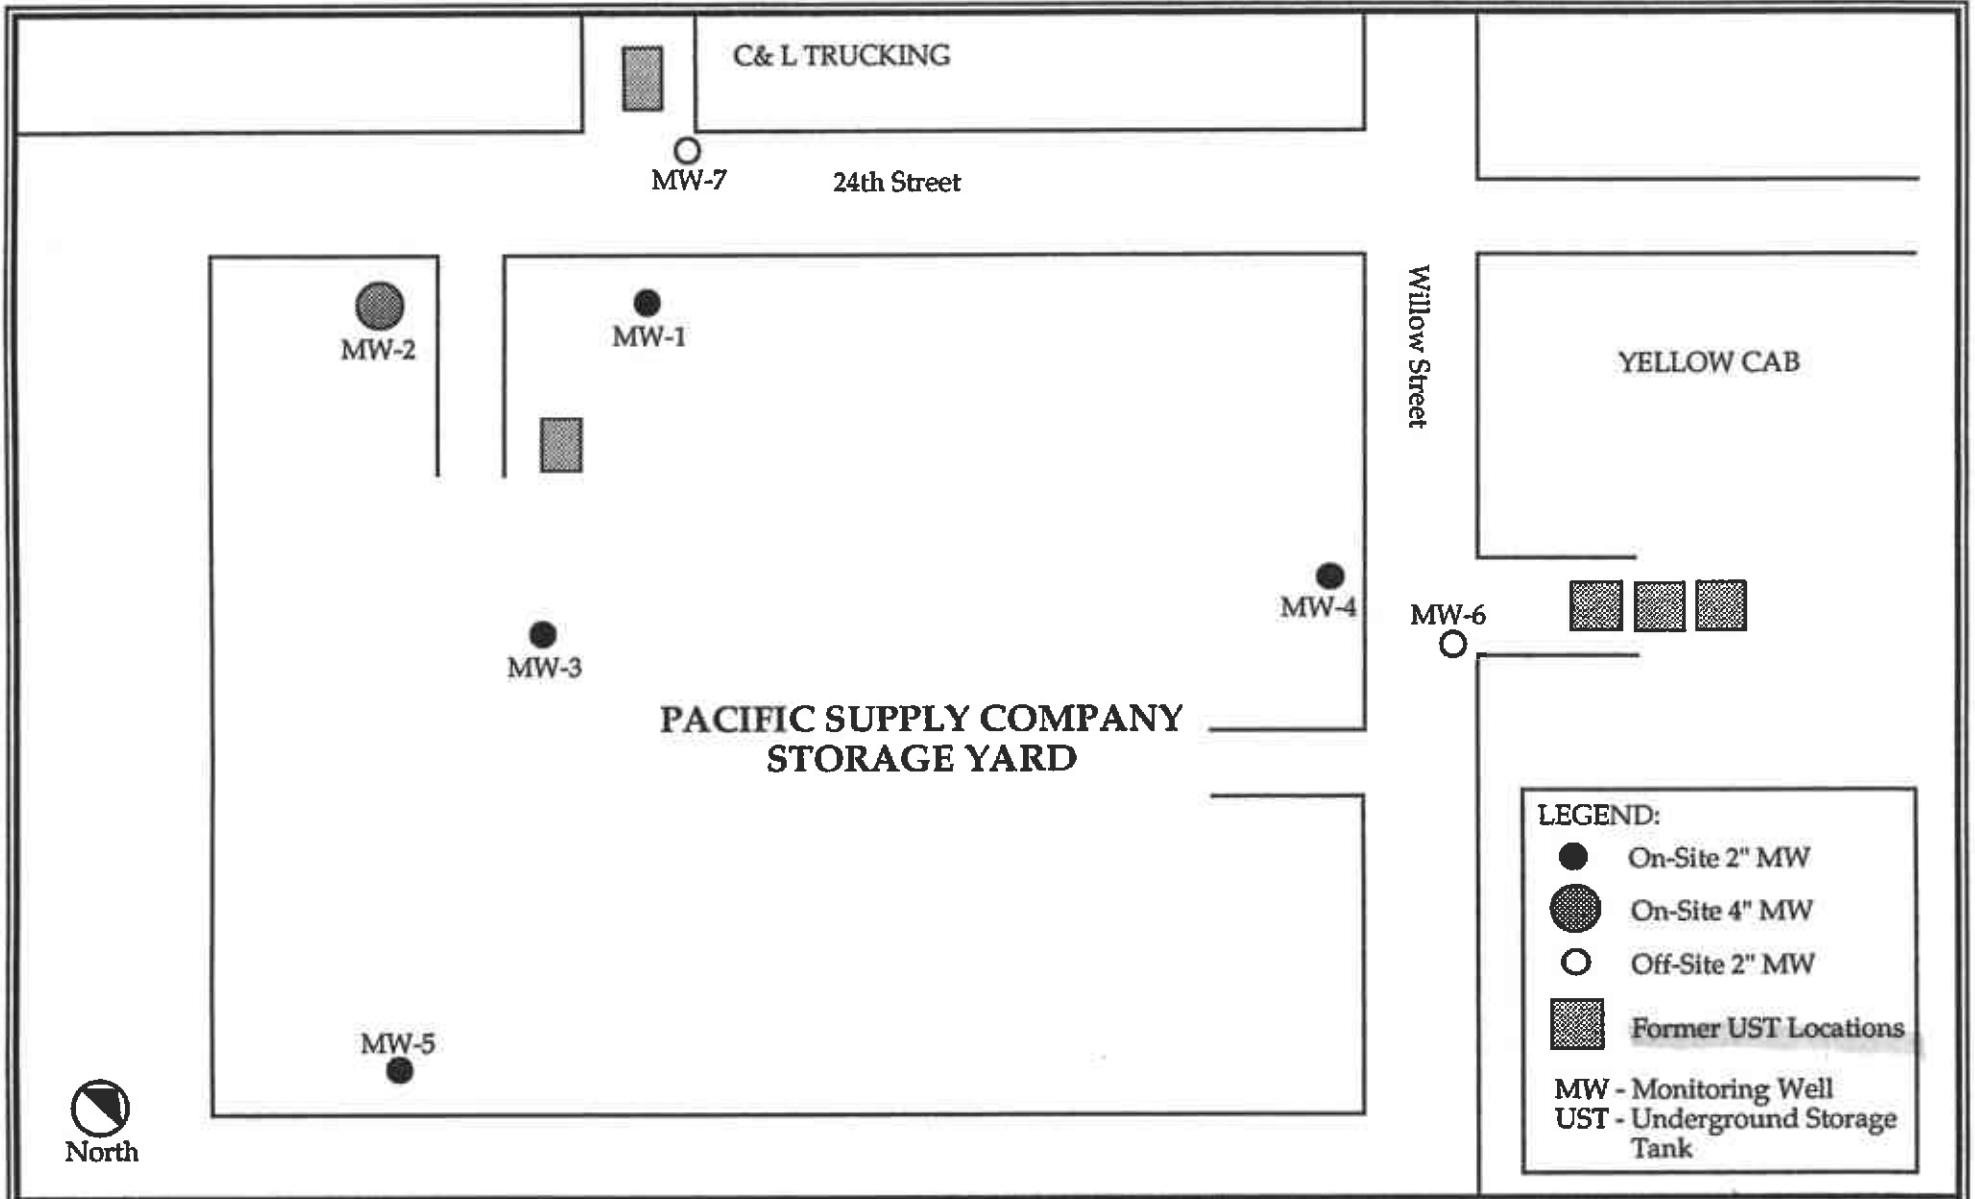 C& L TRUCKING
MW-7
24th Street
MW-2
MW-1
Willow Street
YELLOW CAB
MW-4
MW-6
MW-3
PACIFIC SUPPLY COMPANY
STORAGE YARD
MW-5
North
LEGEND:
On-Site 2" MW
On-Site 4" MW
Off-Site 2" MW
Former UST Locations
MW - Monitoring Well
UST - Underground Storage
Tank